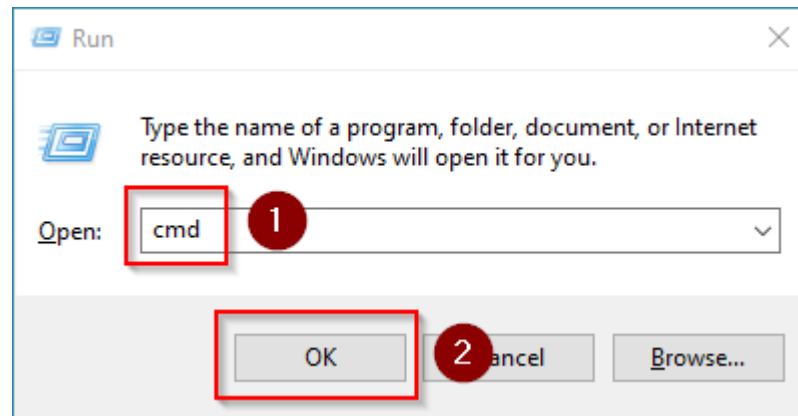 Run
Type the name of a program, folder, document, or Internet
resource, and Windows will open it for you.
Open: cmd 1
OK 2 ancel Browse...